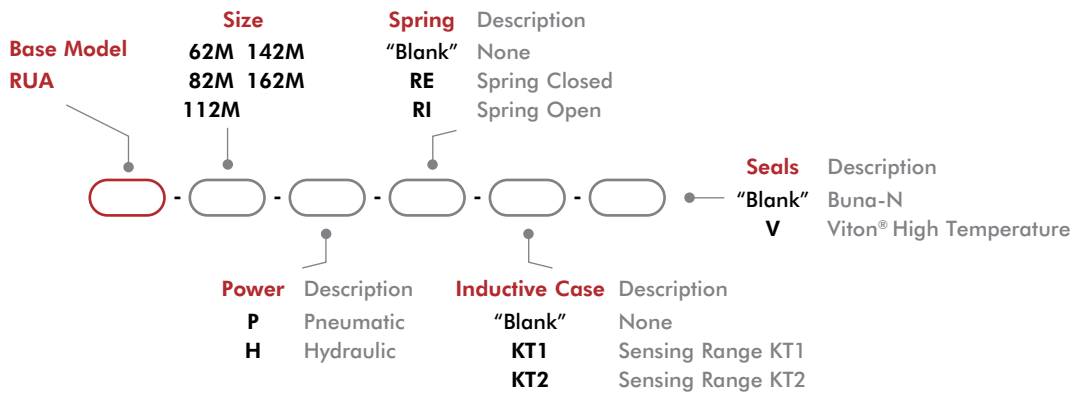 Size
Spring Description
Base Model
62M 142M
"Blank" None
RUA
82M 162M
RE Spring Closed
112M
RI Spring Open
Seals Description
- - - - -
"Blank" Buna-N
V Viton® High Temperature
Power Description
Inductive Case Description
P Pneumatic
"Blank" None
H Hydraulic
KT1 Sensing Range KT1
KT2 Sensing Range KT2